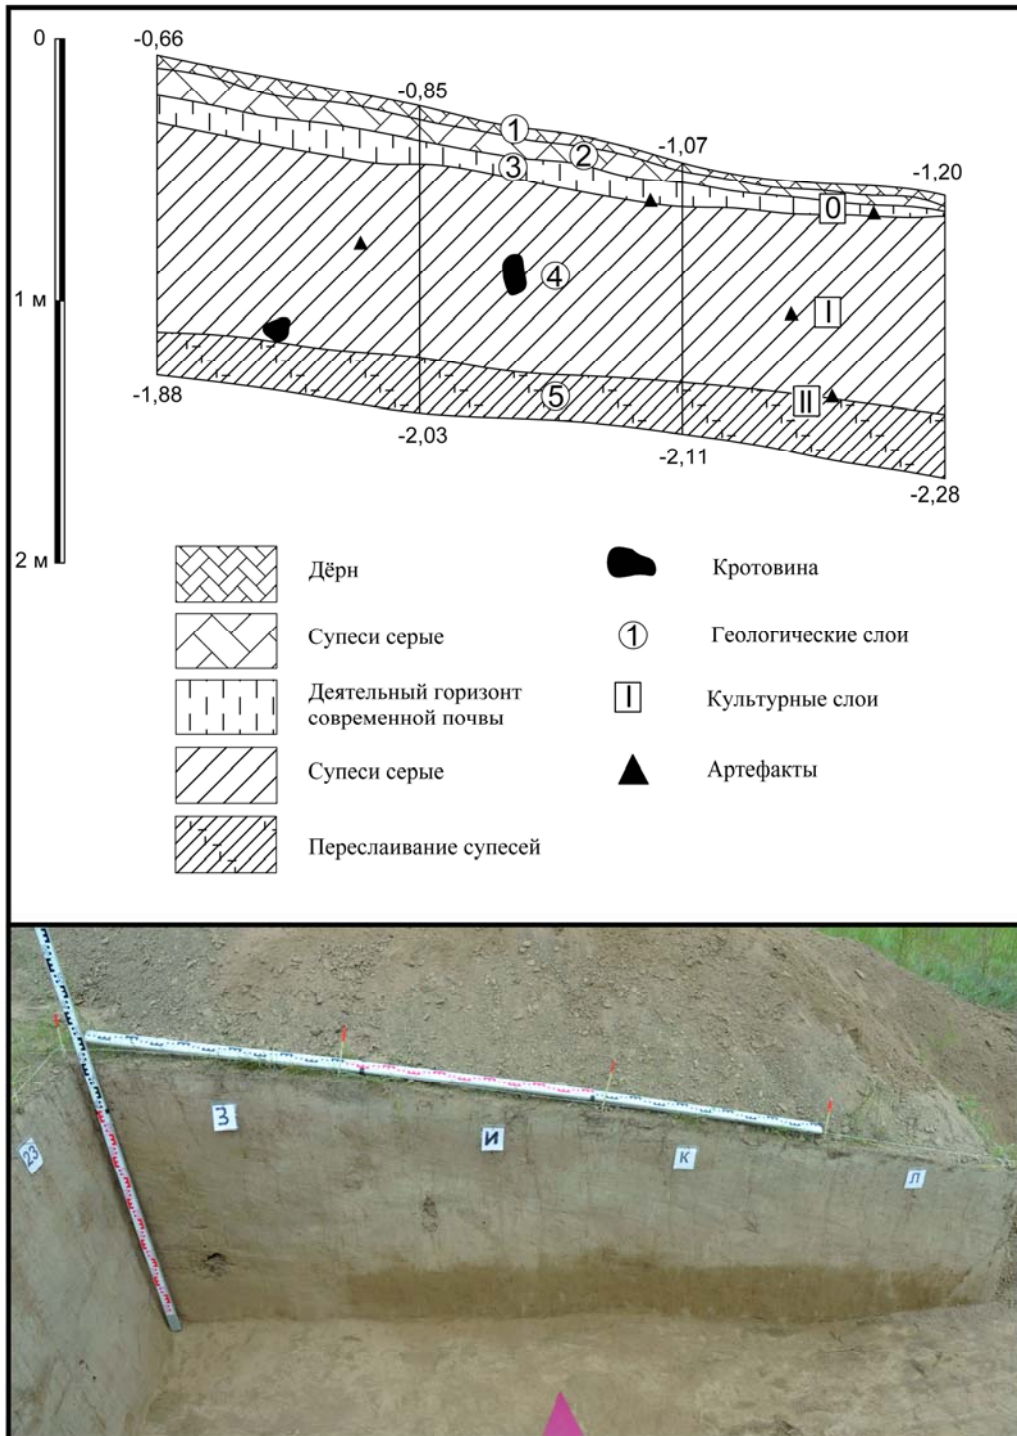 0
-0,66
-0,85
1
-1,07
2
3
-1,20
0
4
1 м
I
-1,88
5
II
-2,03
-2,11
-2,28
2 м
Дёрн
Супеси серые
Деятельный горизонт
современной почвы
Супеси серые
Переслаивание супесей
Кротовина
1
Геологические слои
I
Культурные слои
Артефакты
З
И
К
Л
23